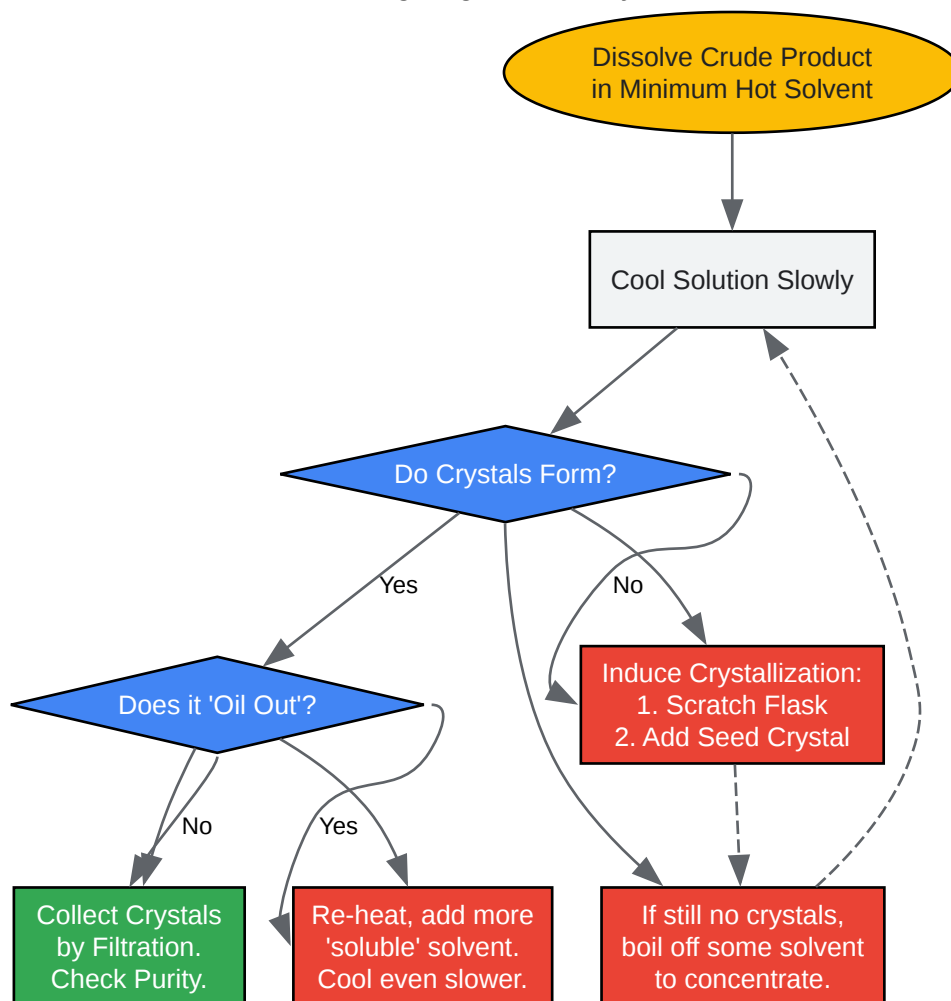 Dissolve Crude Product
in Minimum Hot Solvent
Cool Solution Slowly
Do Crystals Form?
Yes
No
Does it 'Oil Out'?
Induce Crystallization:
1. Scratch Flask
2. Add Seed Crystal
No
Yes
Collect Crystals
by Filtration.
Check Purity.
Re-heat, add more
'soluble' solvent.
Cool even slower.
If still no crystals,
boil off some solvent
to concentrate.